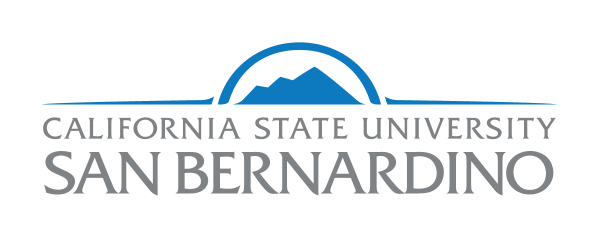 CALIFORNIA STATE UNIVERSITY
SAN BERNARDINO